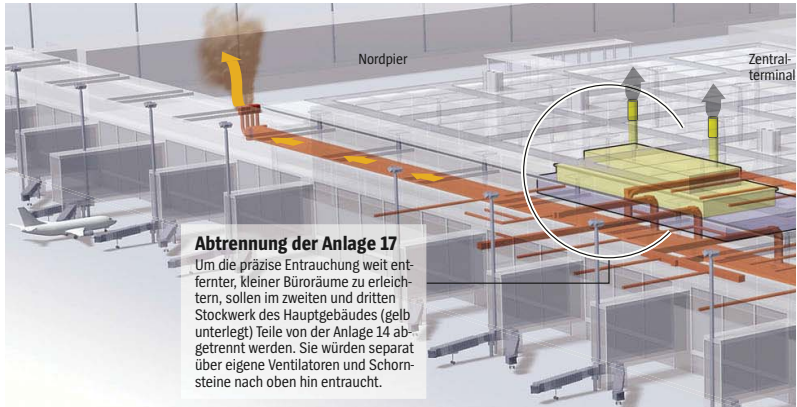 Nordpier
Zentral-
terminal
Abtrennung der Anlage 17
Um die präzise Entrauchung weit ent-
fernter, kleiner Büroräume zu erleich-
tern, sollen im zweiten und dritten
Stockwerk des Hauptgebäudes (gelb
unterlegt) Teile von der Anlage 14 ab-
getrennt werden. Sie würden separat
über eigene Ventilatoren und Schorn-
steine nach oben hin entraucht.